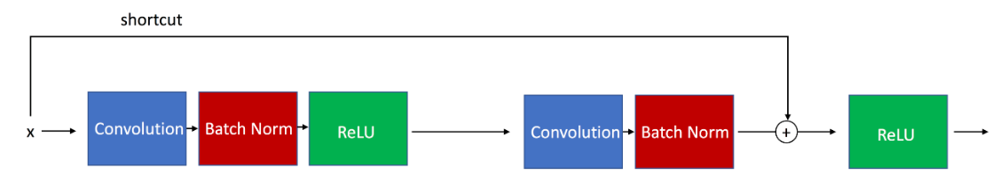 shortcut
x
Convolution
Batch Norm
ReLU
Convolution
Batch Norm
+
ReLU